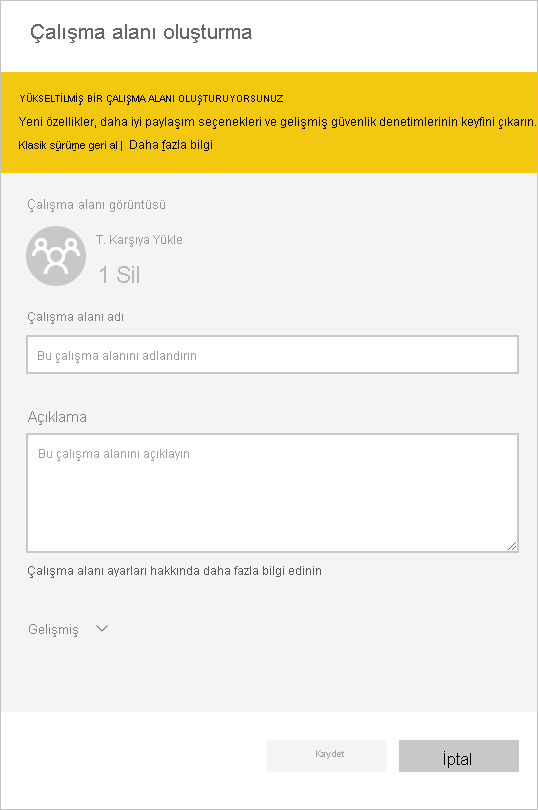 Çalışma alanı oluşturma
YÜKSELTİLMİŞ BİR ÇALIŞMA ALANI OLUŞTURUYORSUNUZ
Yeni özellikler, daha iyi paylaşım seçenekleri ve gelişmiş güvenlik denetimlerinin keyfini çıkarın.
Klasik sürüme geri al | Daha fazla bilgi
Çalışma alanı görüntüsü
T. Karşıya Yükle
1 Sil
Çalışma alanı adı
Bu çalışma alanını adlandırın
Açıklama
Bu çalışma alanını açıklayın
Çalışma alanı ayarları hakkında daha fazla bilgi edinin
Gelişmiş
Kaydet
İptal